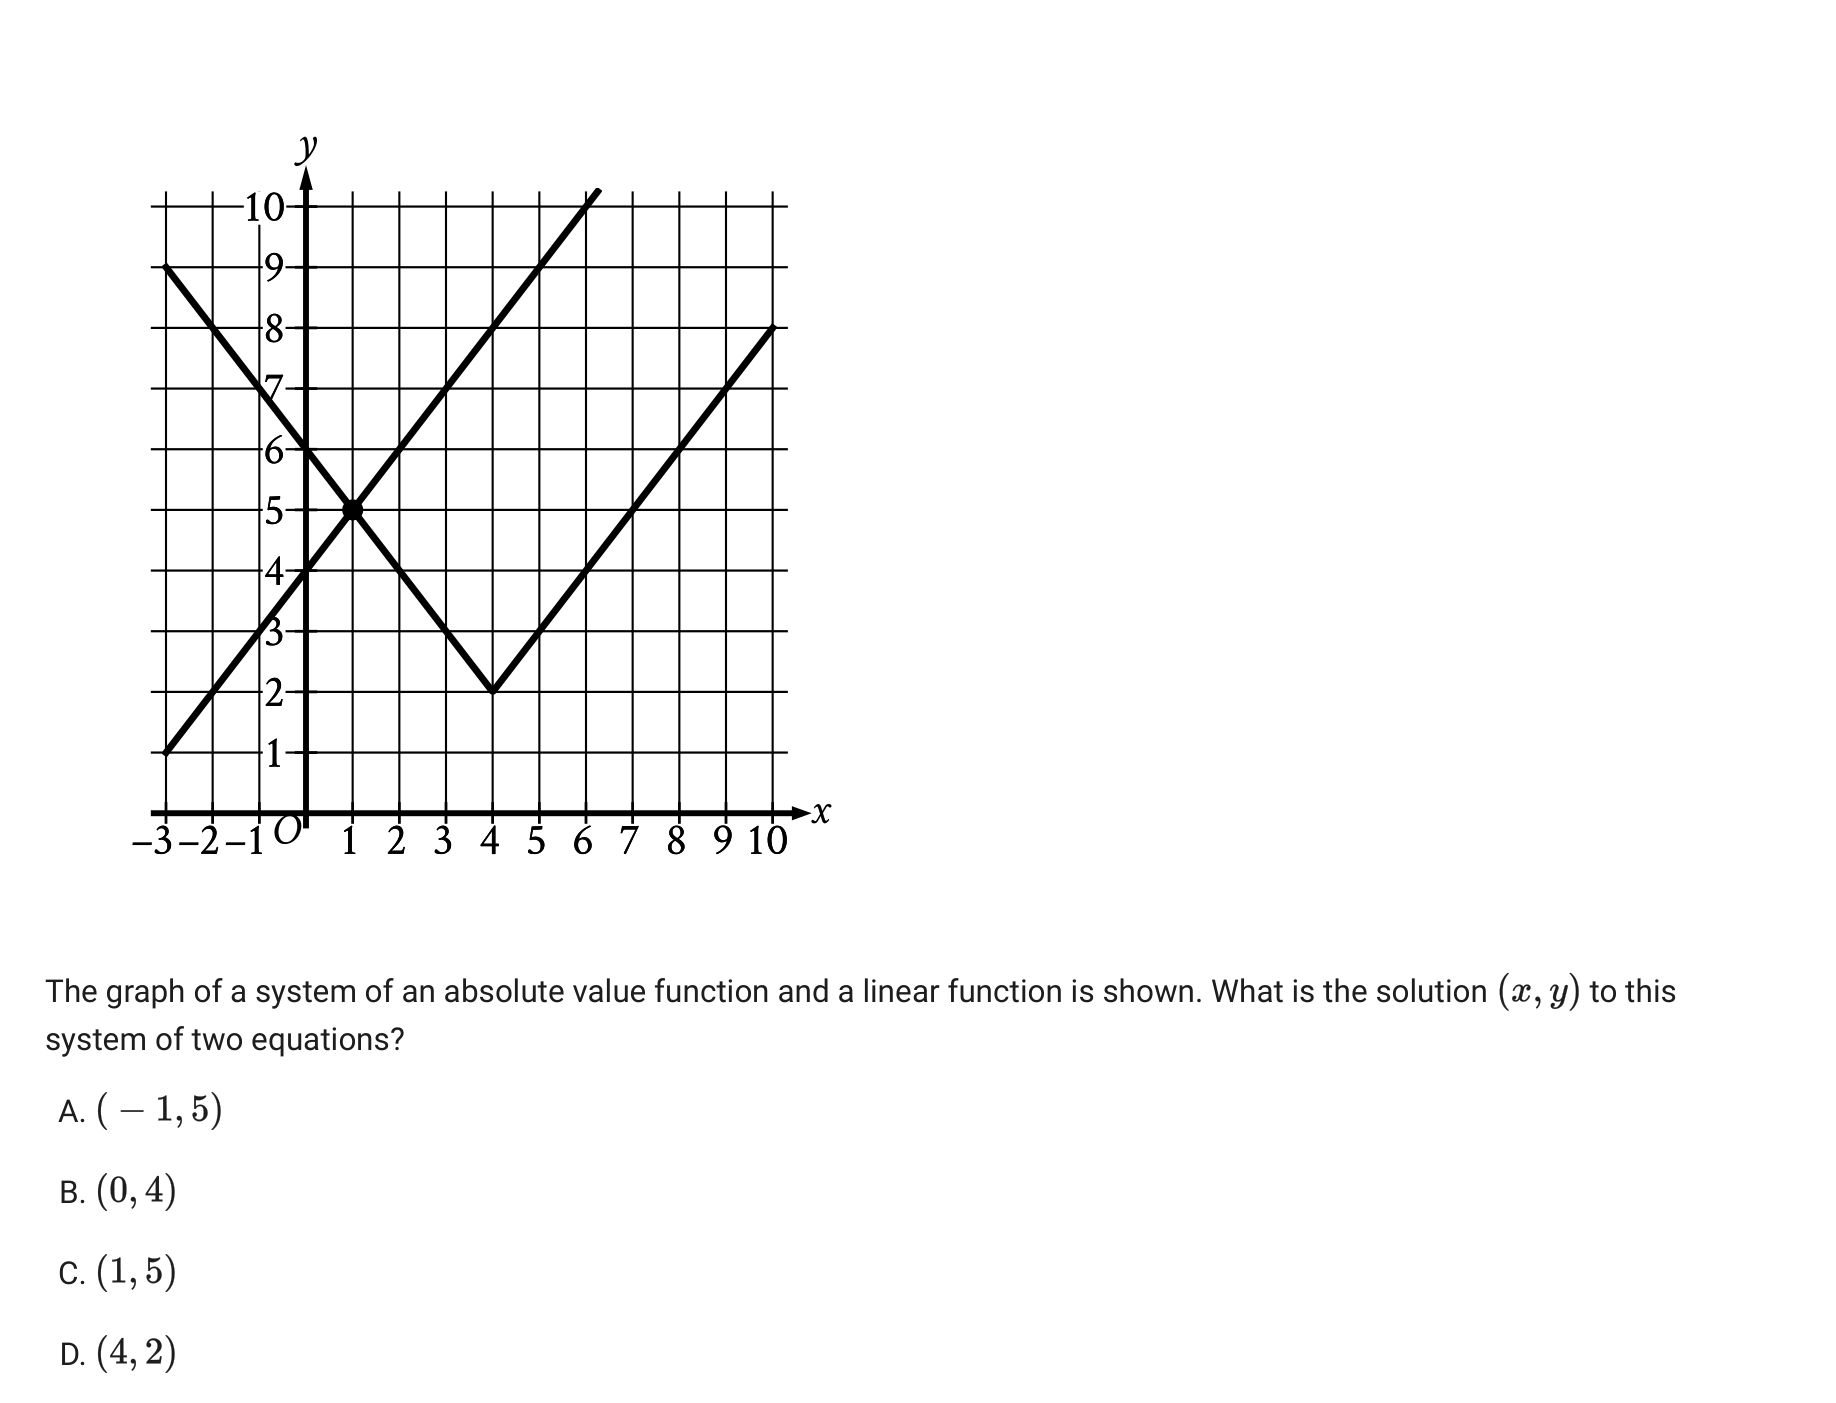 y
10
9
8
7
6
5
4
3
2
1
x
–3 –2 –1 O 1 2 3 4 5 6 7 8 9 10
The graph of a system of an absolute value function and a linear function is shown. What is the solution (x, y) to this
system of two equations?
A. ( − 1, 5)
B. (0, 4)
C. (1, 5)
D. (4, 2)